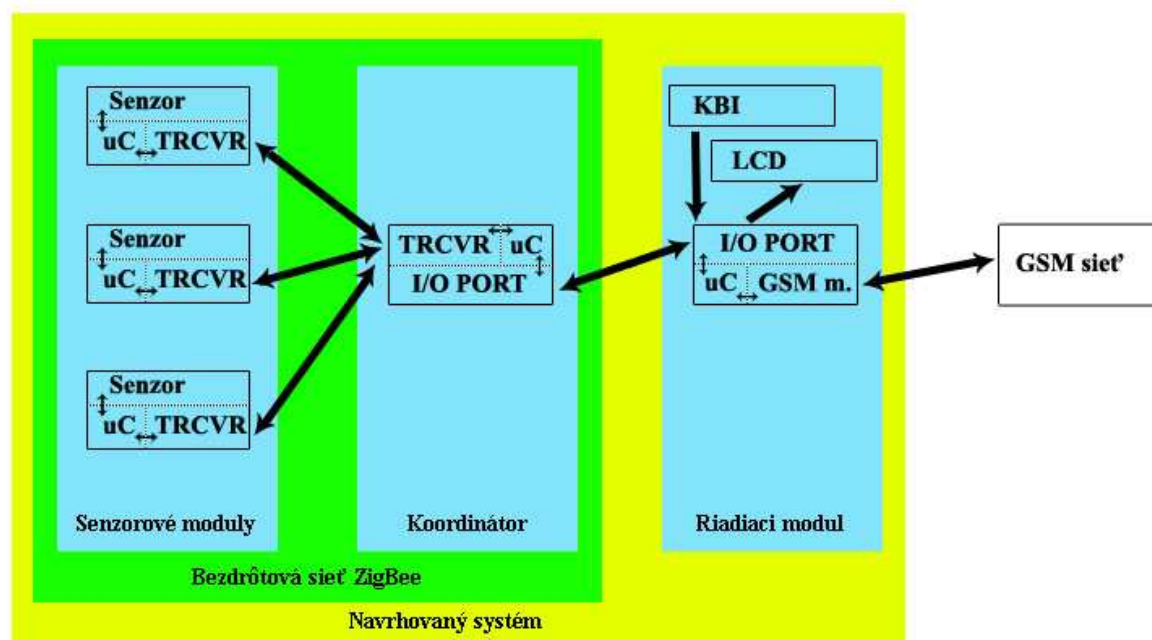 Senzor
uC TRCVR
Senzor
uC TRCVR
Senzor
uC TRCVR
Senzorové moduly
TRCVR uC
I/O PORT
Koordinátor
Bezdrôtová sieť ZigBee
KBI
LCD
I/O PORT
uC GSM m.
Riadiaci modul
Navrhovaný systém
GSM sieť